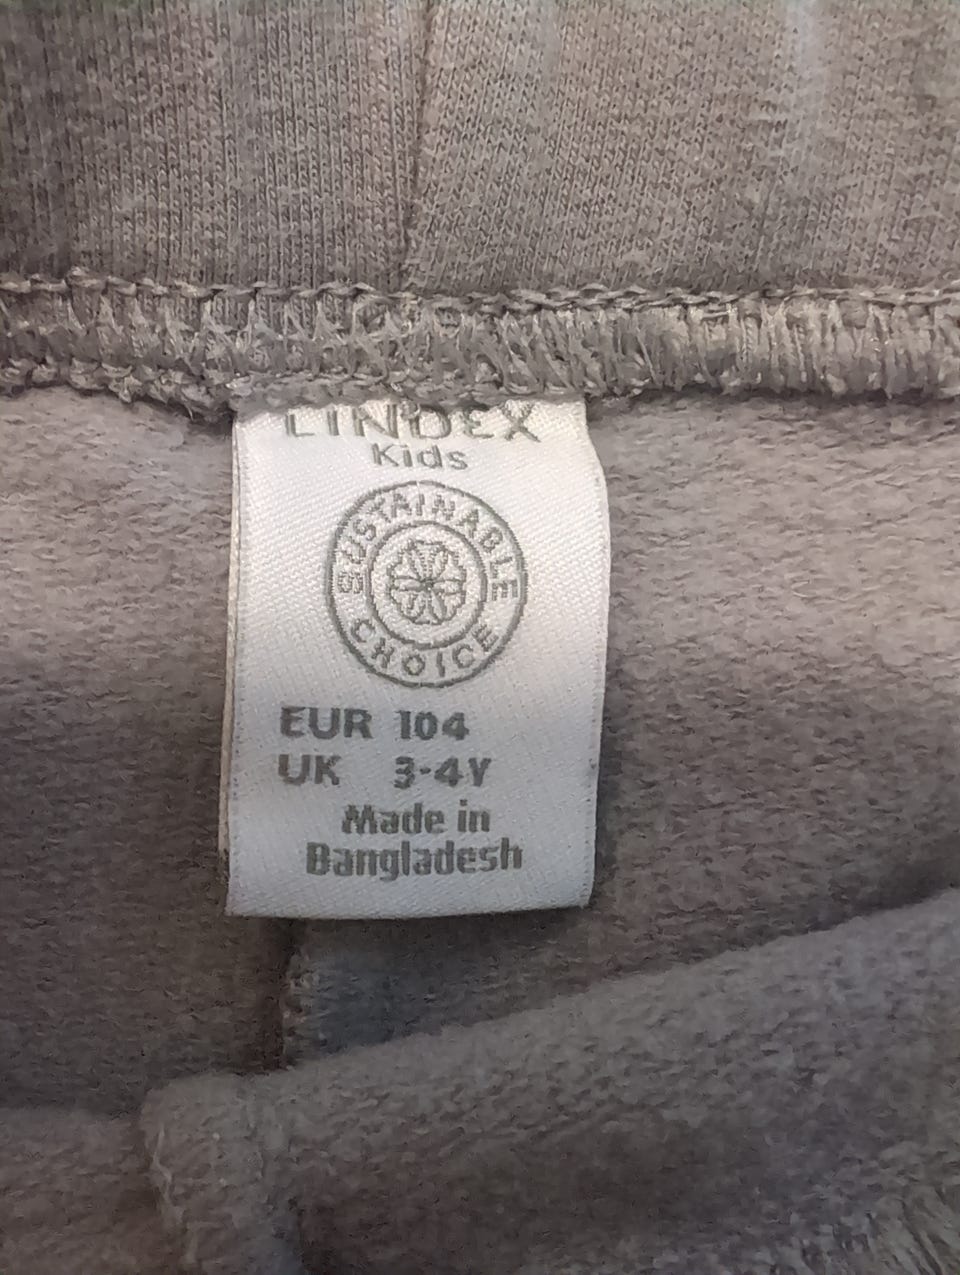 LINDEX
Kids
SUSTAINABLE
CHOICE
EUR 104
UK 3-4Y
Made in
Bangladesh